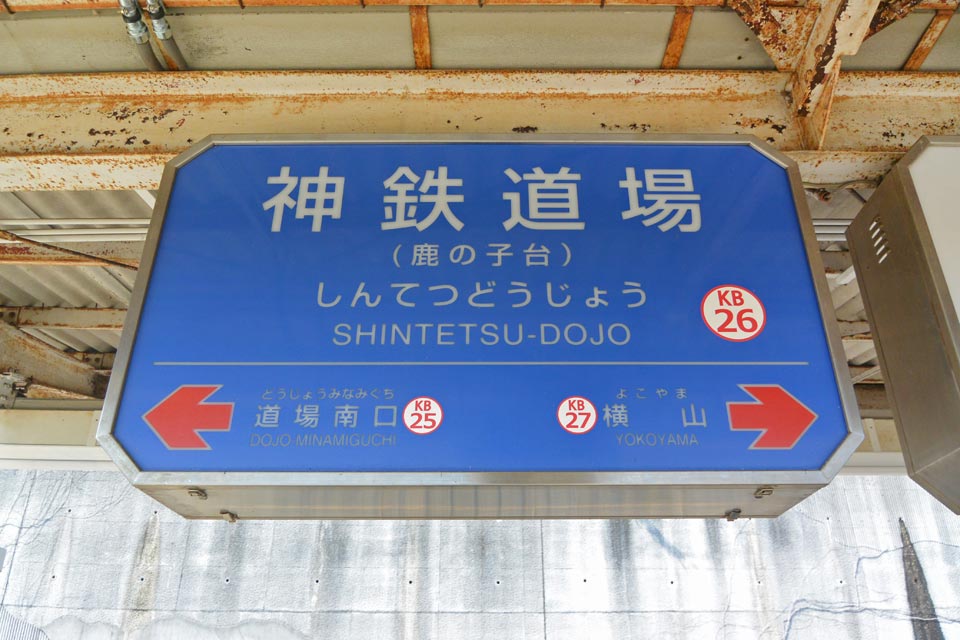 神鉄道場
(鹿の子台)
しんてつどうじょう
SHINTETSU-DOJO
KB
26
どうじょうみなみぐち
道場南口
DOJO MINAMIGUCHI
KB
25
KB
27
よこやま
横山
YOKOYAMA